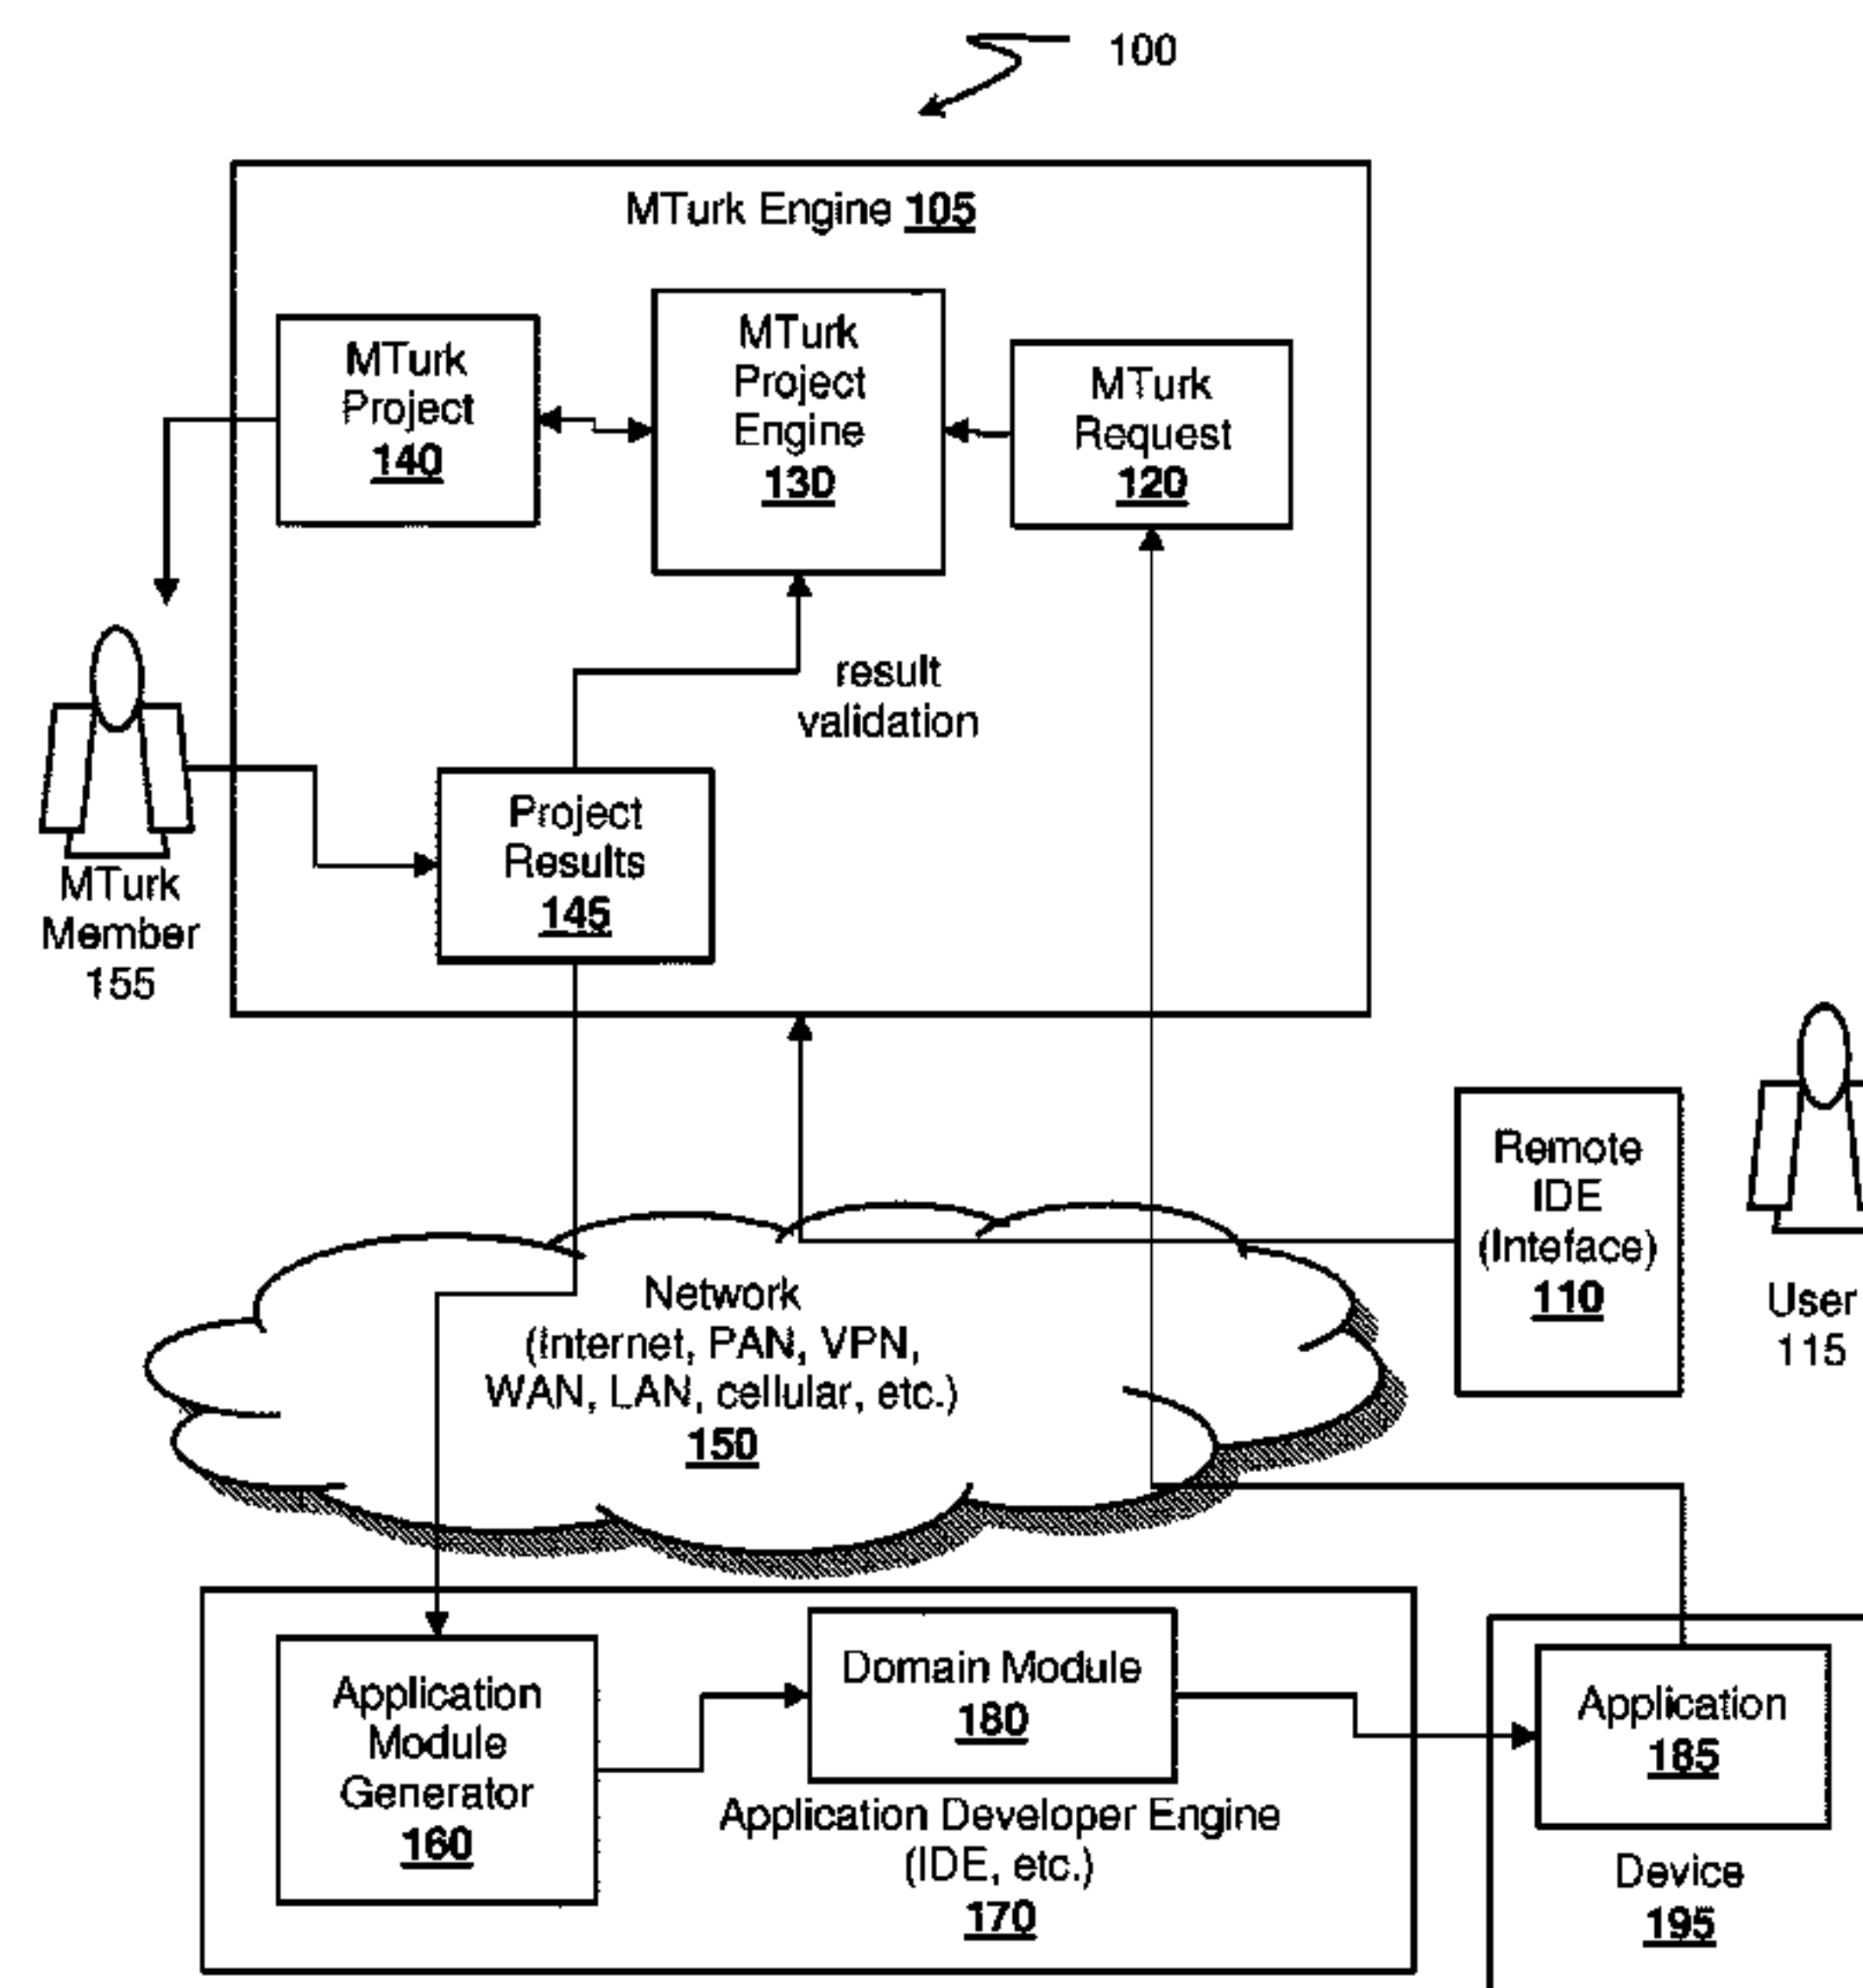 100
MTurk Engine 105
MTurk
Project
140
MTurk
Project
Engine
130
MTurk
Request
120
result
validation
Project
Results
145
MTurk
Member
155
Remote
IDE
(Inteface)
110
User
115
Network
(Internet, PAN, VPN,
WAN, LAN, cellular, etc.)
150
Application
Module
Generator
160
Domain Module
180
Application Developer Engine
(IDE, etc.)
170
Application
185
Device
195